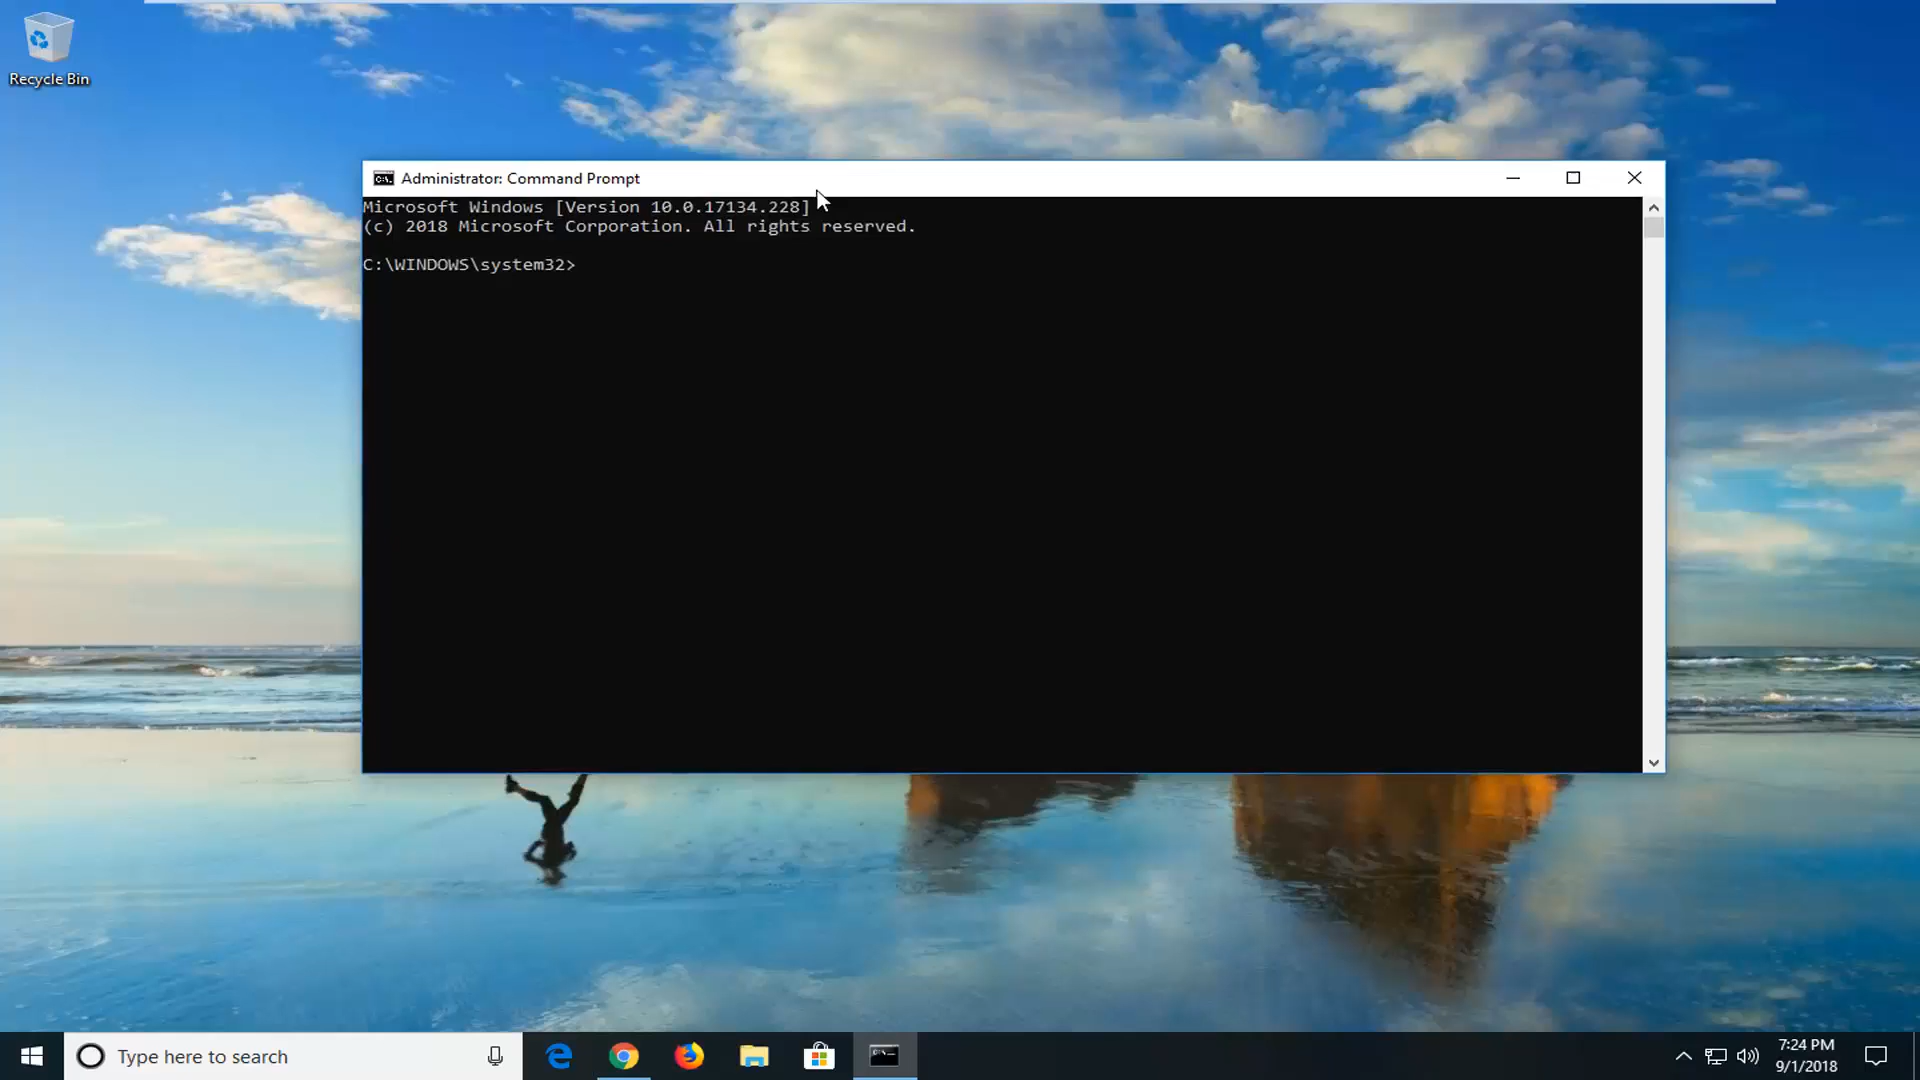 Recycle Bin
Administrator: Command Prompt
Microsoft Windows [Version 10.0.17134.228]
(c) 2018 Microsoft Corporation. All rights reserved.
C:\WINDOWS\system32>
Type here to search
7:24 PM
9/1/2018